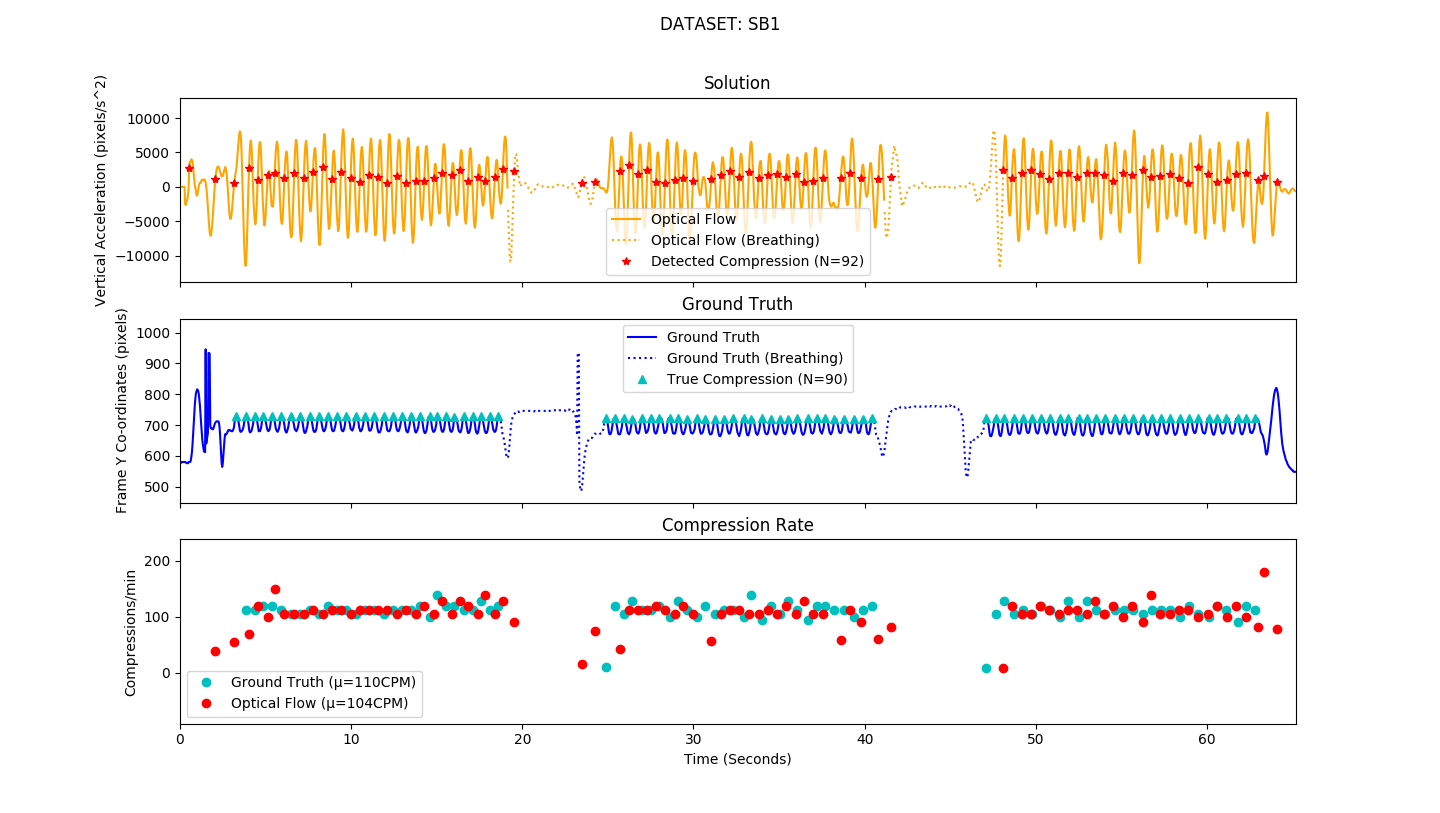 DATASET: SB1
Solution
Vertical Acceleration (pixels/s^2)
10000
5000
0
−5000
−10000
Optical Flow
Optical Flow (Breathing)
Detected Compression (N=92)
Ground Truth
Frame Y Co-ordinates (pixels)
1000
900
800
700
600
500
Ground Truth
Ground Truth (Breathing)
True Compression (N=90)
Compression Rate
Compressions/min
200
100
0
Ground Truth (μ=110CPM)
Optical Flow (μ=104CPM)
0 10 20 30 40 50 60
Time (Seconds)